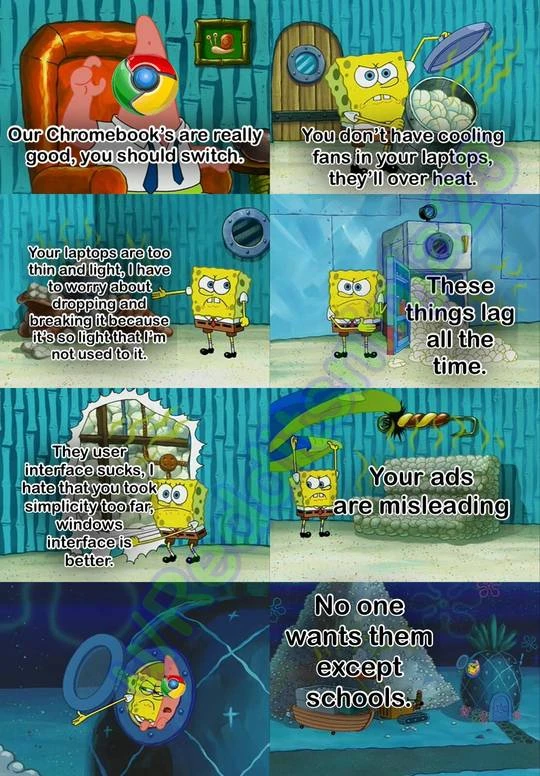 Our Chromebook's are really
good, you should switch.
You don't have cooling
fans in your laptops,
they'll over heat.
Your laptops are too
thin and light, I have
to worry about
dropping and
breaking it because
it's so light that I'm
not used to it.
These
things lag
all the
time.
They user
interface sucks, I
hate that you took
simplicity too far,
windows
interface is
better.
Your ads
are misleading
No one
wants them
except
schools.